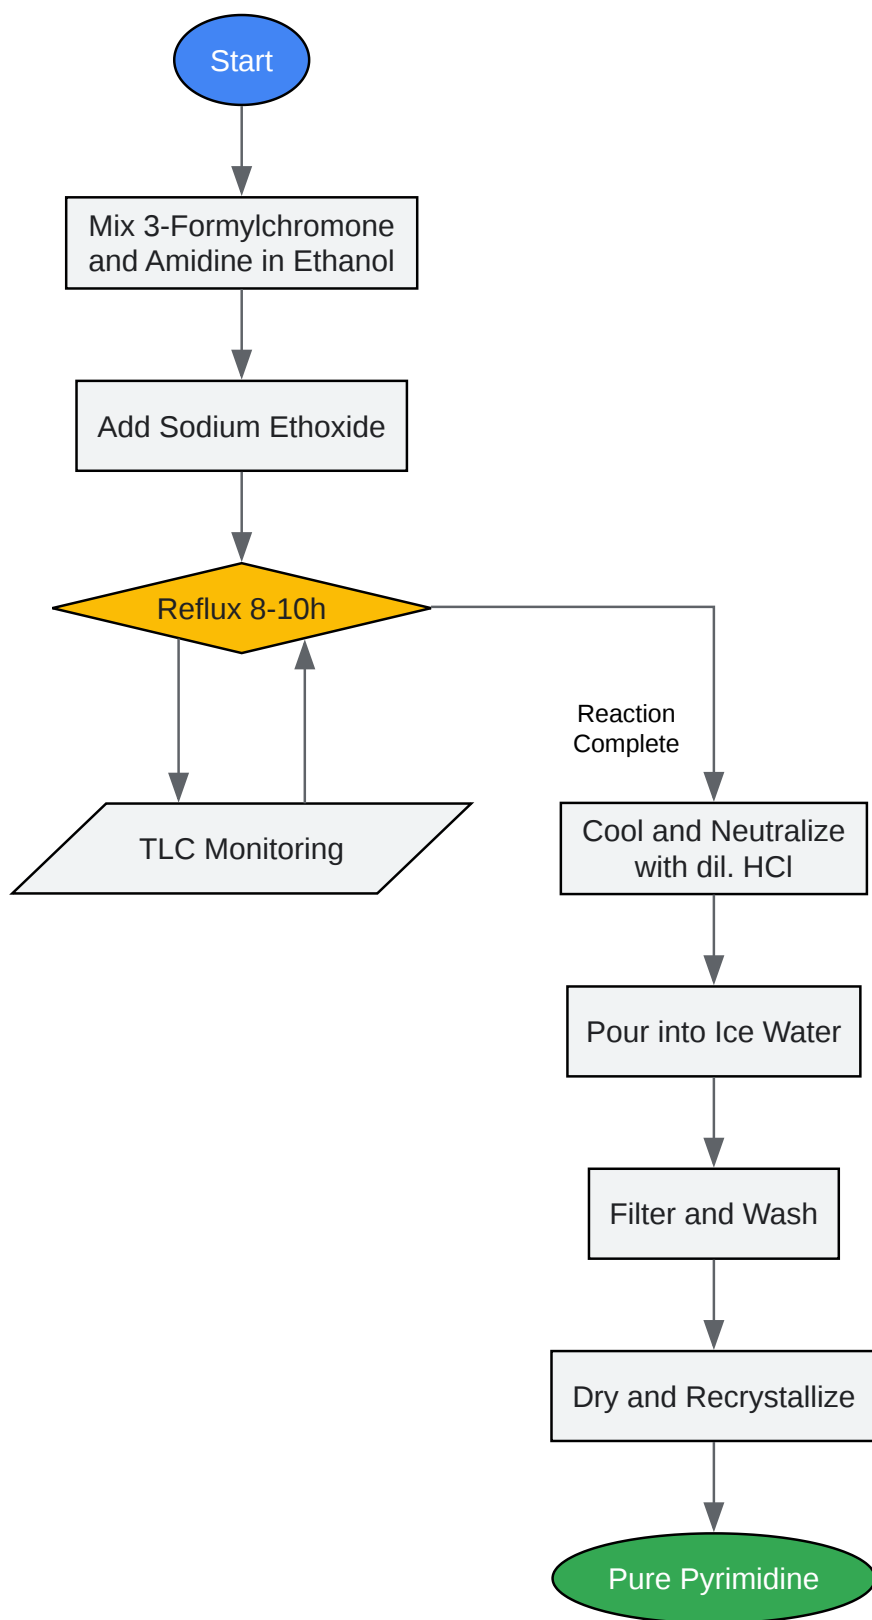 Start
Mix 3-Formylchromone
and Amidine in Ethanol
Add Sodium Ethoxide
Reflux 8-10h
TLC Monitoring
Reaction
Complete
Cool and Neutralize
with dil. HCl
Pour into Ice Water
Filter and Wash
Dry and Recrystallize
Pure Pyrimidine